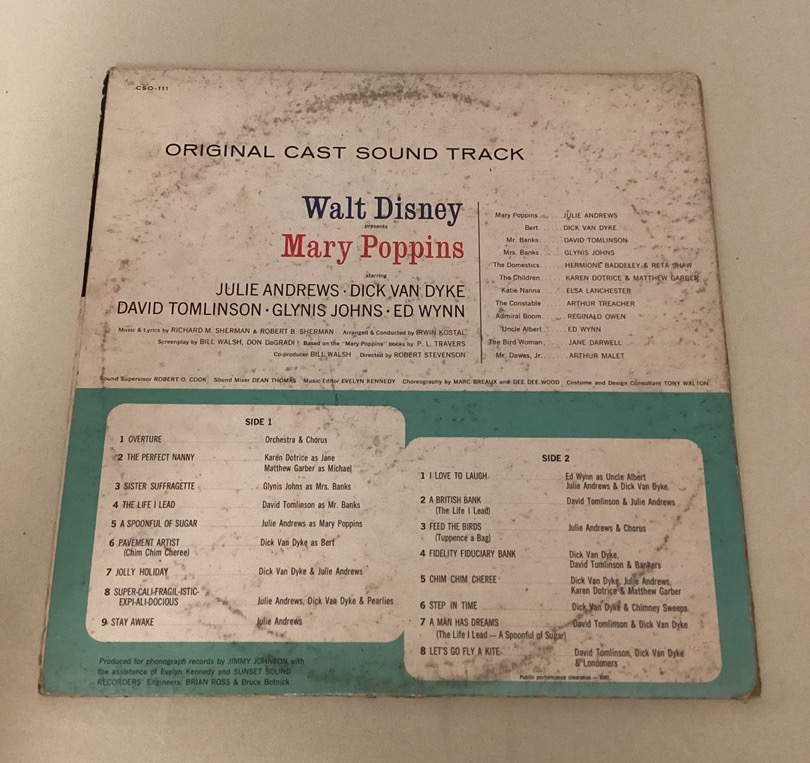 CSO-111
ORIGINAL CAST SOUND TRACK
Walt Disney
presents
Mary Poppins
starring
JULIE ANDREWS · DICK VAN DYKE
DAVID TOMLINSON · GLYNIS JOHNS · ED WYNN
Music & Lyrics by RICHARD M. SHERMAN & ROBERT B. SHERMAN Arranged & Conducted by IRWIN KOSTAL
Screenplay by BILL WALSH, DON DaGRADI Based on the "Mary Poppins" books by P. L. TRAVERS
Co-producer BILL WALSH Directed by ROBERT STEVENSON
Mary Poppins JULIE ANDREWS
Bert DICK VAN DYKE
Mr. Banks DAVID TOMLINSON
Mrs. Banks GLYNIS JOHNS
The Domestics HERMIONE BADDELEY & RETA SHAW
The Children KAREN DOTRICE & MATTHEW GARBER
Katie Nanna ELSA LANCHESTER
The Constable ARTHUR TREACHER
Admiral Boom REGINALD OWEN
Uncle Albert ED WYNN
The Bird Woman JANE DARWELL
Mr. Dawes, Jr. ARTHUR MALET
Sound Supervisor ROBERT O. COOK Sound Mixer DEAN THOMAS Music Editor EVELYN KENNEDY Choreography by MARC BREAUX and DEE DEE WOOD Costume and Design Consultant TONY WALTON
SIDE 1
1 OVERTURE Orchestra & Chorus
2 THE PERFECT NANNY Karen Dotrice as Jane
Matthew Garber as Michael
3 SISTER SUFFRAGETTE Glynis Johns as Mrs. Banks
4 THE LIFE I LEAD David Tomlinson as Mr. Banks
5 A SPOONFUL OF SUGAR Julie Andrews as Mary Poppins
6 PAVEMENT ARTIST Dick Van Dyke as Bert
(Chim Chim Cheree)
7 JOLLY HOLIDAY Dick Van Dyke & Julie Andrews
8 SUPER-CALI-FRAGIL-ISTIC-
EXPI-ALI-DOCIOUS Julie Andrews, Dick Van Dyke & Pearlies
9 STAY AWAKE Julie Andrews
SIDE 2
1 I LOVE TO LAUGH Ed Wynn as Uncle Albert
Julie Andrews & Dick Van Dyke
2 A BRITISH BANK David Tomlinson & Julie Andrews
(The Life I Lead)
3 FEED THE BIRDS Julie Andrews & Chorus
(Tuppence a Bag)
4 FIDELITY FIDUCIARY BANK Dick Van Dyke,
David Tomlinson & Bankers
5 CHIM CHIM CHEREE Dick Van Dyke, Julie Andrews,
Karen Dotrice & Matthew Garber
6 STEP IN TIME Dick Van Dyke & Chimney Sweeps
7 A MAN HAS DREAMS David Tomlinson & Dick Van Dyke
(The Life I Lead — A Spoonful of Sugar)
8 LET'S GO FLY A KITE David Tomlinson, Dick Van Dyke
& Londoners
Public performance clearance — BMI
Produced for phonograph records by JIMMY JOHNSON with
the assistance of Evelyn Kennedy and SUNSET SOUND
RECORDERS' Engineers: BRIAN ROSS & Bruce Botnick